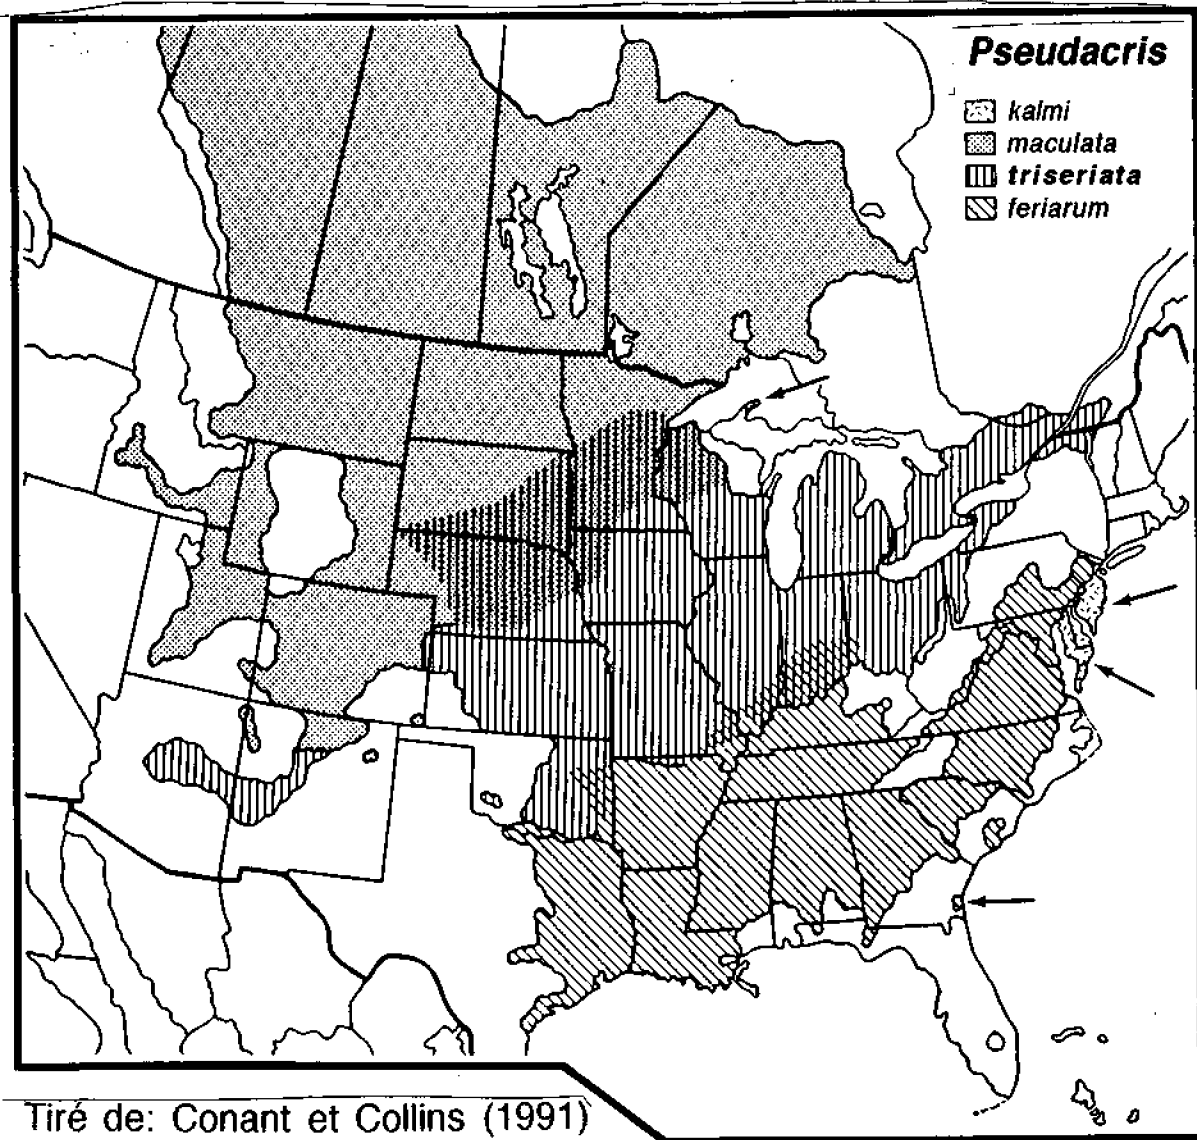 Pseudacris
kalmi
maculata
triseriata
feriarum
Tiré de: Conant et Collins (1991)